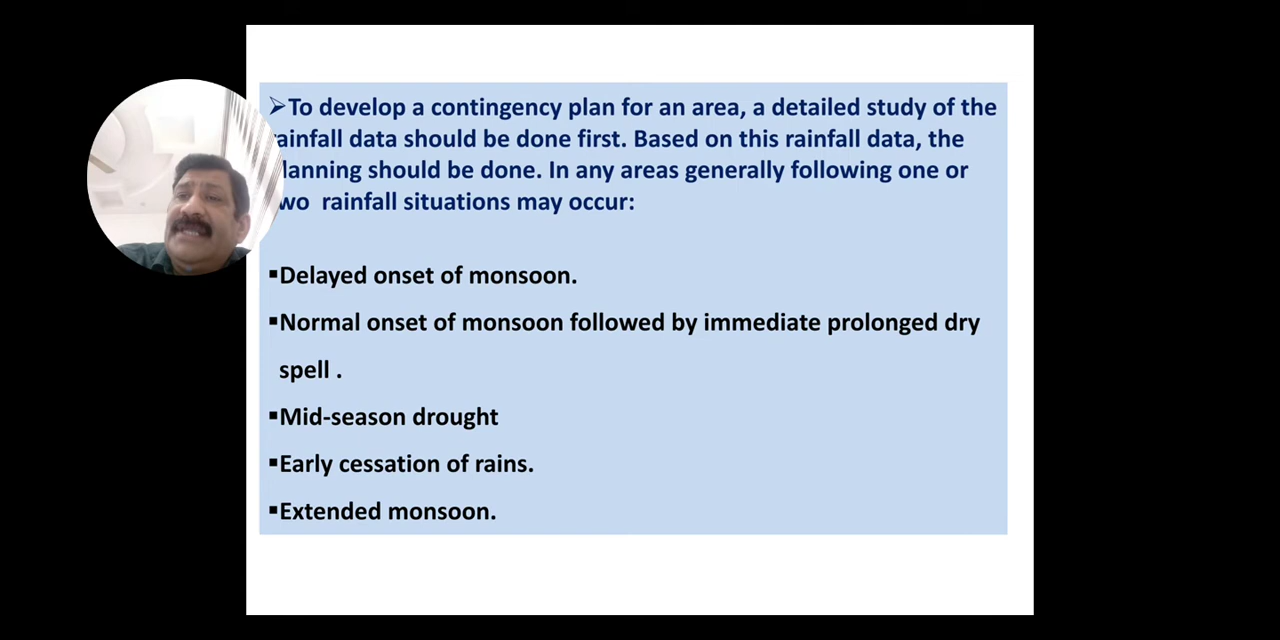 ➢To develop a contingency plan for an area, a detailed study of the
ainfall data should be done first. Based on this rainfall data, the
lanning should be done. In any areas generally following one or
wo rainfall situations may occur:
▪Delayed onset of monsoon.
▪Normal onset of monsoon followed by immediate prolonged dry
spell .
▪Mid-season drought
▪Early cessation of rains.
▪Extended monsoon.